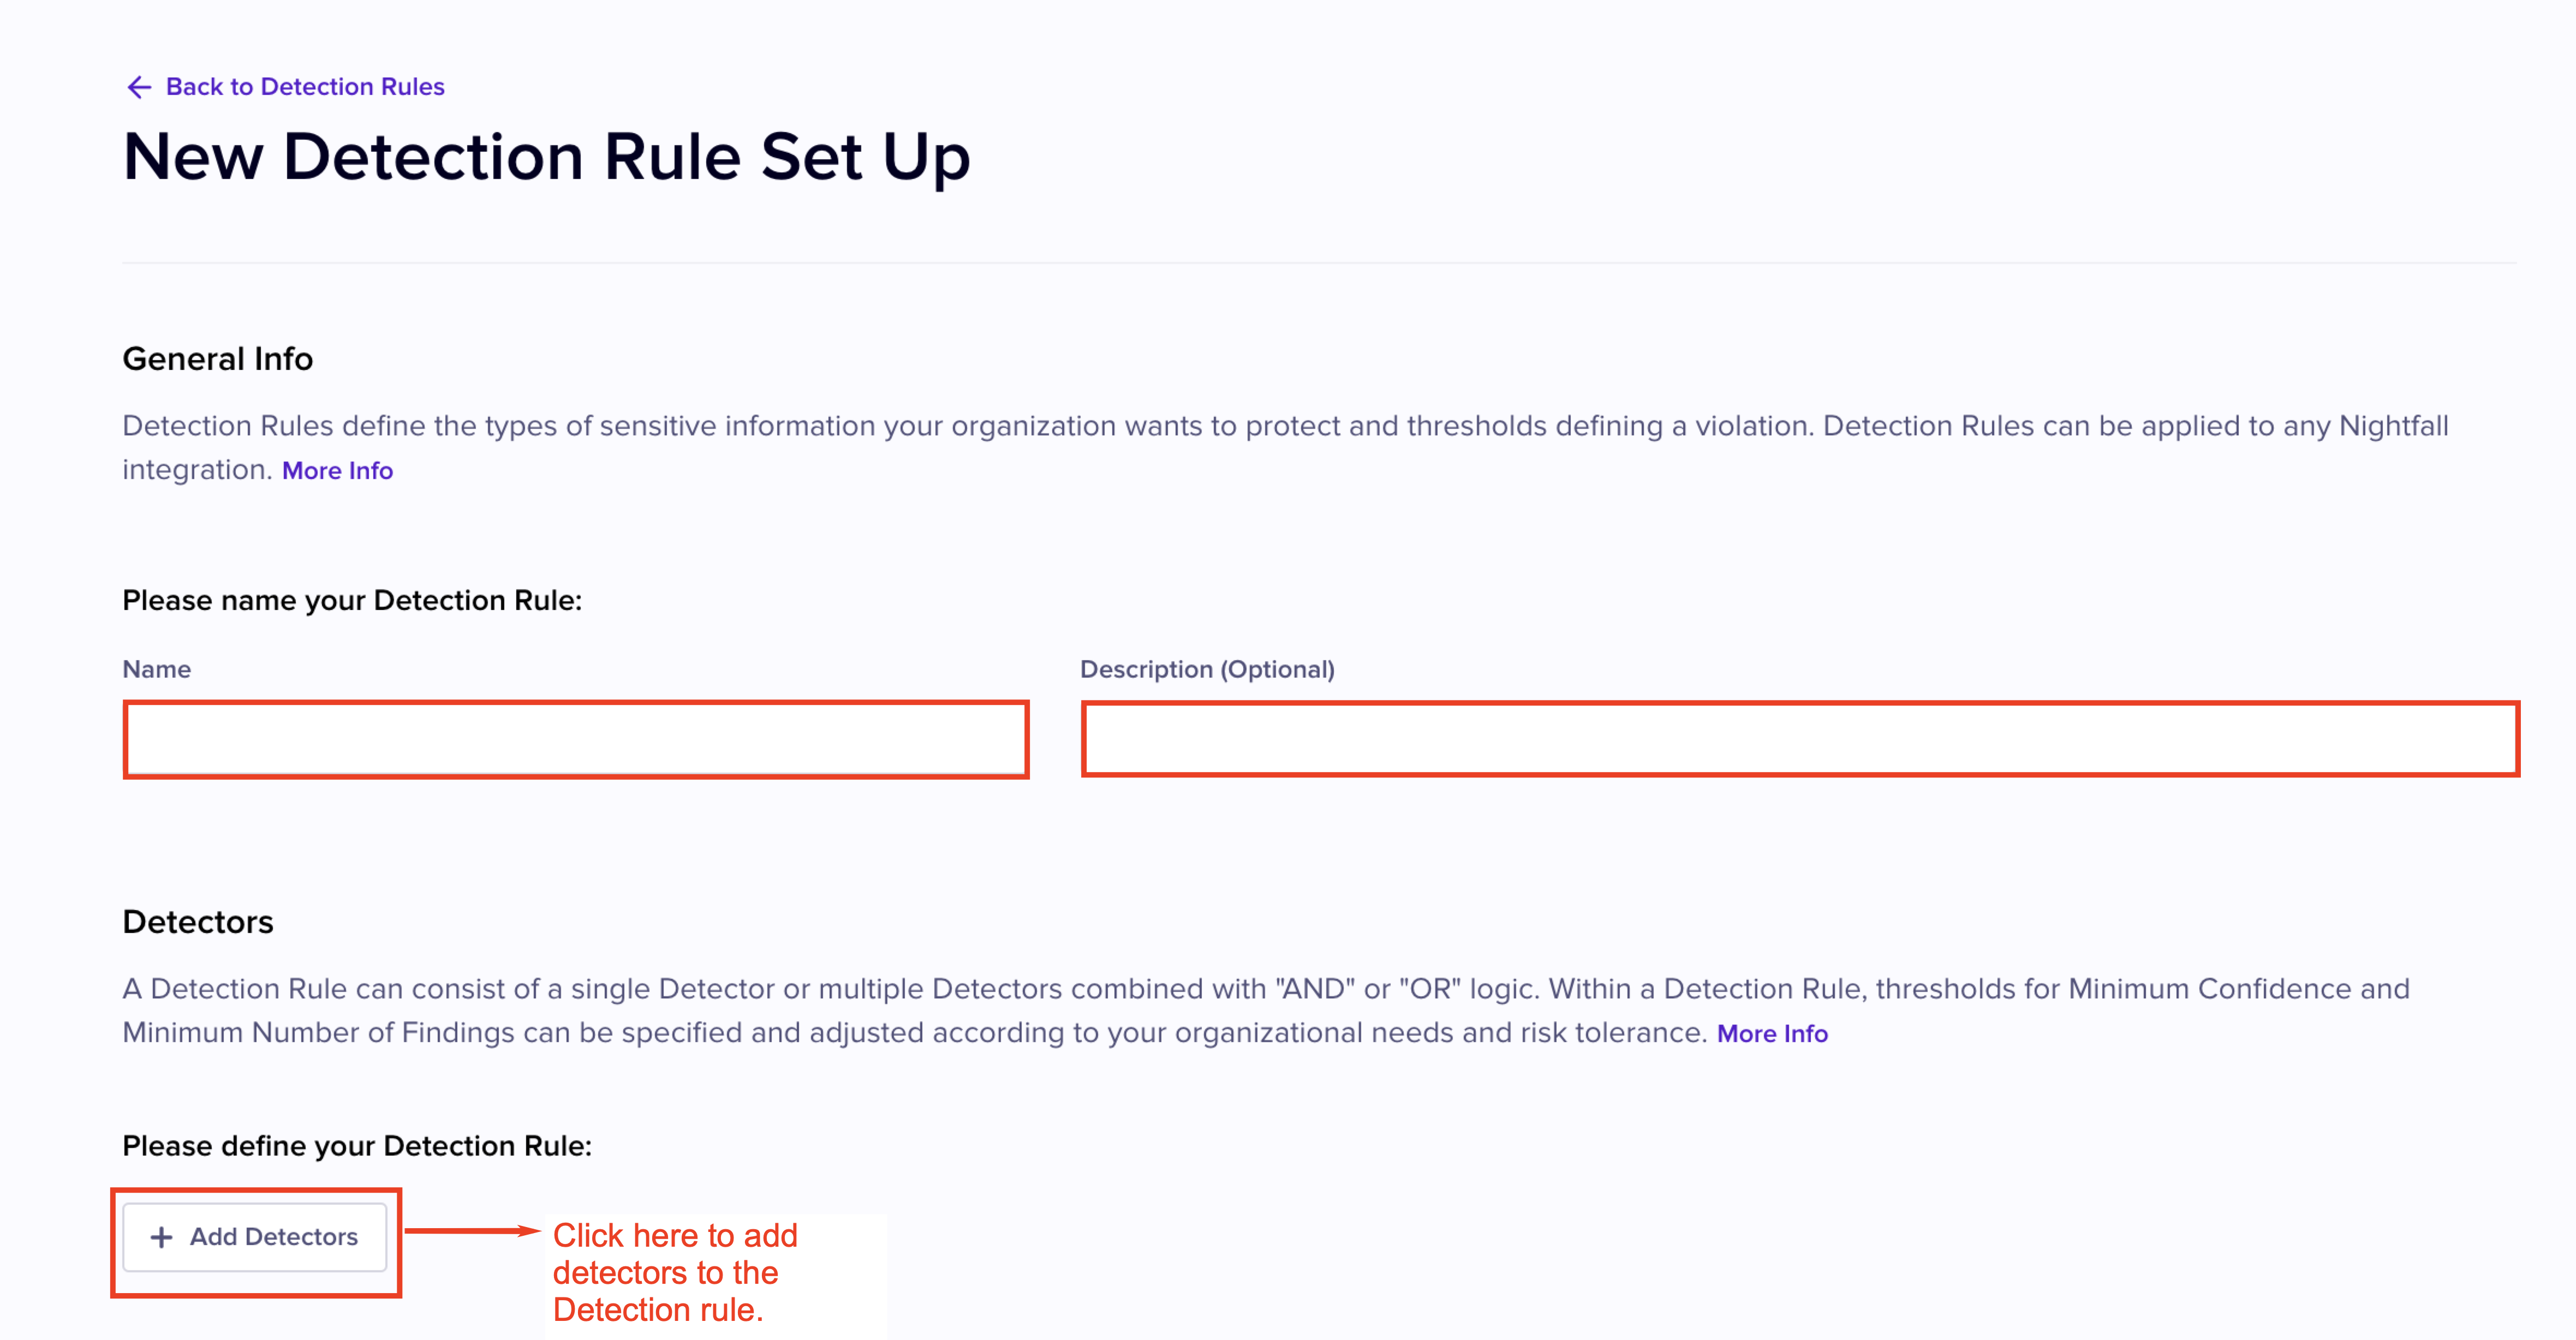 Back to Detection Rules
New Detection Rule Set Up
General Info
Detection Rules define the types of sensitive information your organization wants to protect and thresholds defining a violation. Detection Rules can be applied to any Nightfall
integration. More Info
Please name your Detection Rule:
Name
Description (Optional)
Detectors
A Detection Rule can consist of a single Detector or multiple Detectors combined with "AND" or "OR" logic. Within a Detection Rule, thresholds for Minimum Confidence and
Minimum Number of Findings can be specified and adjusted according to your organizational needs and risk tolerance. More Info
Please define your Detection Rule:
+ Add Detectors
Click here to add
detectors to the
Detection rule.